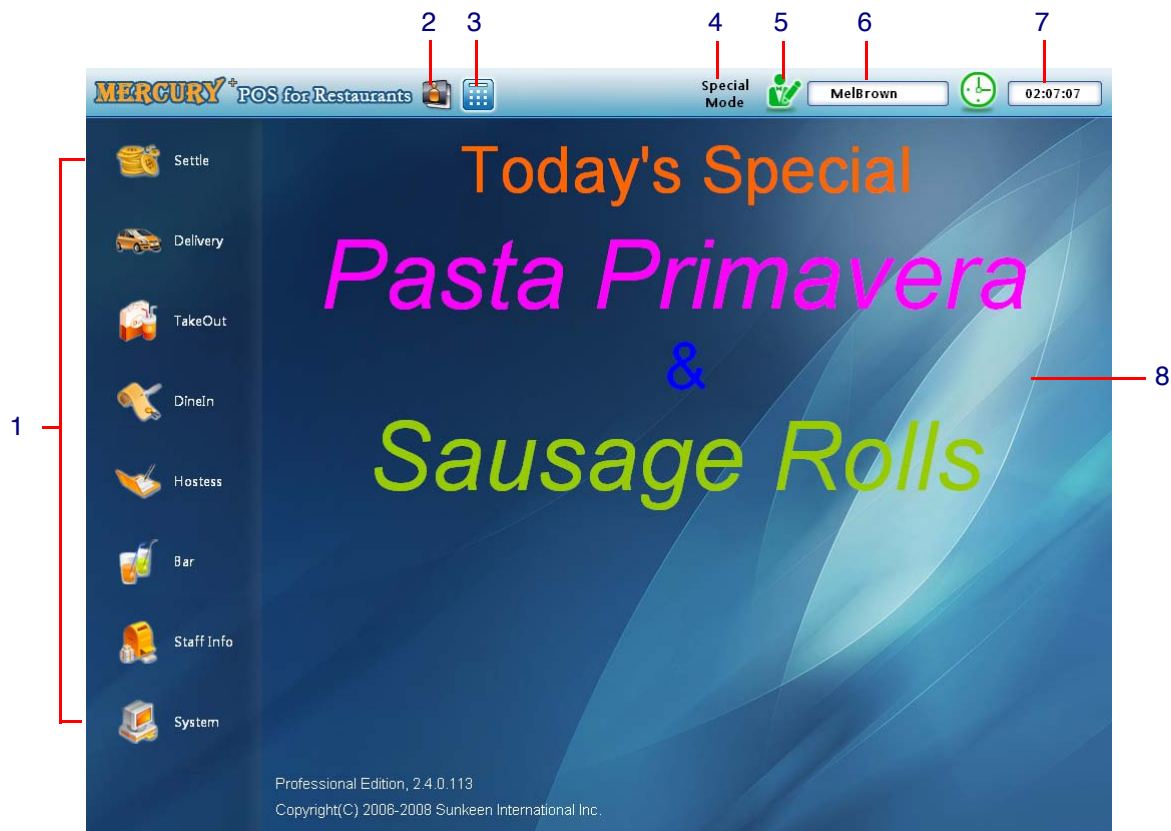 2 3 4 5 6 7
MERCURY+ POS for Restaurants Special Mode MelBrown 02:07:07
Settle
Delivery
TakeOut
DineIn
Hostess
Bar
Staff Info
System
1
Today's Special
Pasta Primavera
&
Sausage Rolls
8
Professional Edition, 2.4.0.113
Copyright(C) 2006-2008 Sunkeen International Inc.